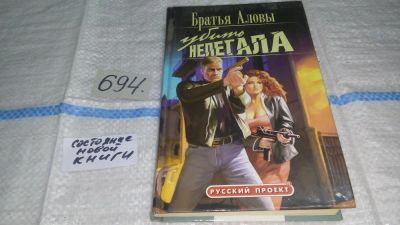 694.
состояние
новой
книги
Братья Аловы
убить
НЕЛЕГАЛА
РУССКИЙ ПРОЕКТ